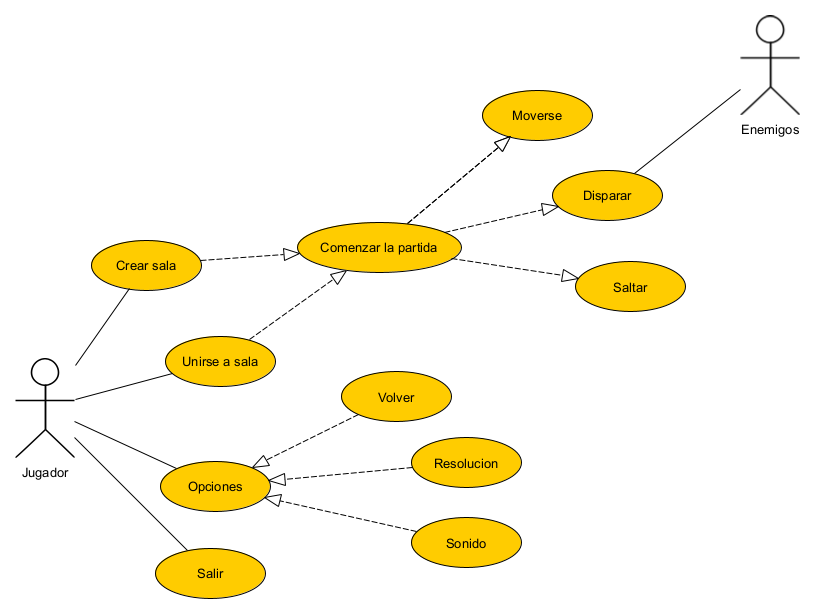 Enemigos
Moverse
Disparar
Comenzar la partida
Crear sala
Saltar
Unirse a sala
Volver
Resolucion
Jugador
Opciones
Sonido
Salir